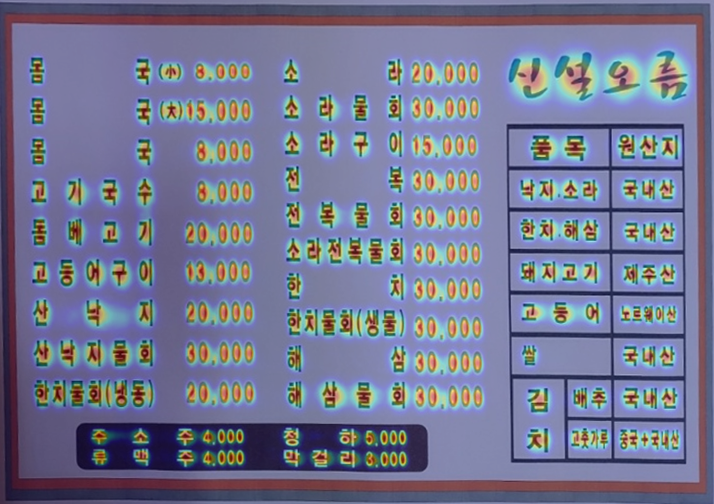 신설오름
몸국(小) 8,000
몸국(大) 15,000
몸국 8,000
고기국수 8,000
돔베고기 20,000
고등어구이 13,000
산낙지 20,000
산낙지물회 30,000
한치물회(냉동) 20,000
소라 20,000
소라물회 30,000
소라구이 15,000
전복 30,000
전복물회 30,000
소라전복물회 30,000
한치 30,000
한치물회(생물) 30,000
해삼 30,000
해삼물회 30,000
품목 원산지
낙지.소라 국내산
한치.해삼 국내산
돼지고기 제주산
고등어 노르웨이산
쌀 국내산
김치 배추 국내산
고춧가루 중국+국내산
소주 4,000 청하 5,000
맥주 4,000 막걸리 3,000